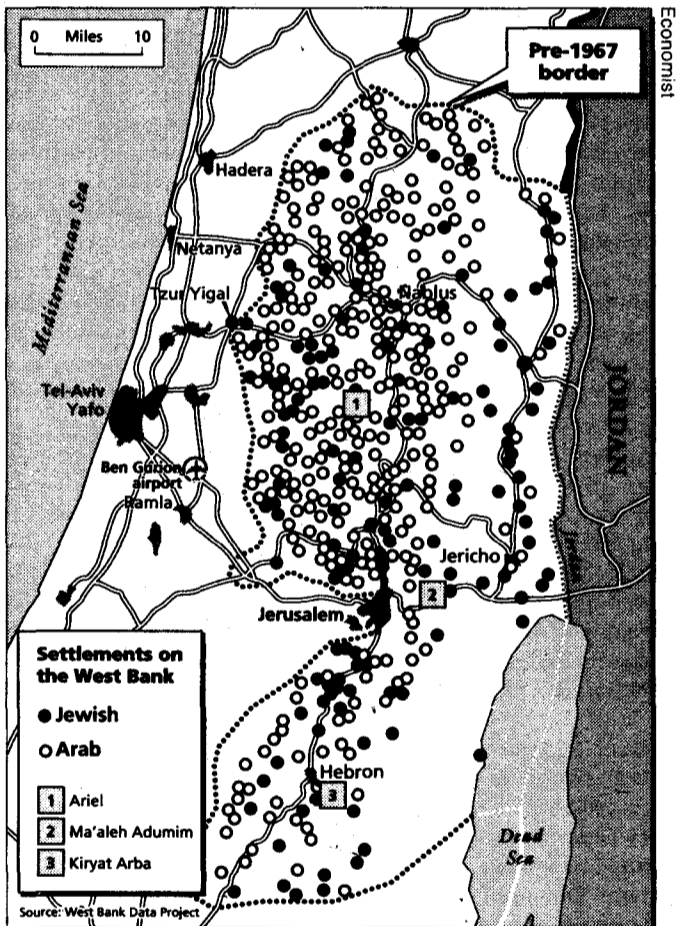 0 Miles 10
Pre-1967
border
Economist
Hadera
Mediterranean Sea
Netanya
Tzur Yigal
Nablus
Tel-Aviv
Yafo
1
JORDAN
Ben Gurion
airport
Ramla
Jericho
Jordan
2
Jerusalem
Settlements on
the West Bank
Jewish
Arab
1 Ariel
2 Ma'aleh Adumim
3 Kiryat Arba
Hebron
3
Dead
Sea
Source: West Bank Data Project